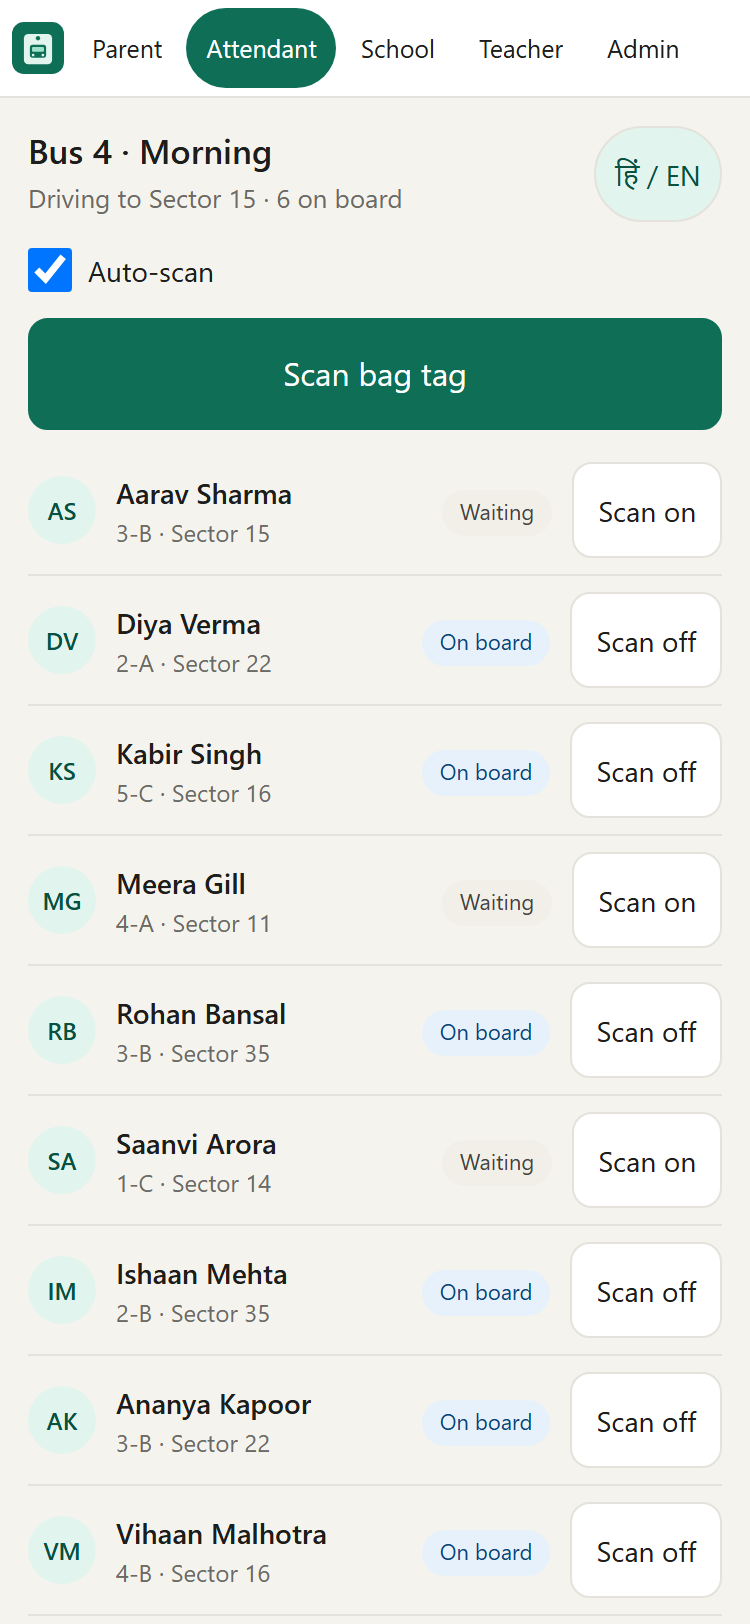 Parent Attendant School Teacher Admin
Bus 4 · Morning
Driving to Sector 15 · 6 on board
हिं / EN
Auto-scan
Scan bag tag
AS Aarav Sharma Waiting Scan on
3-B · Sector 15
DV Diya Verma On board Scan off
2-A · Sector 22
KS Kabir Singh On board Scan off
5-C · Sector 16
MG Meera Gill Waiting Scan on
4-A · Sector 11
RB Rohan Bansal On board Scan off
3-B · Sector 35
SA Saanvi Arora Waiting Scan on
1-C · Sector 14
IM Ishaan Mehta On board Scan off
2-B · Sector 35
AK Ananya Kapoor On board Scan off
3-B · Sector 22
VM Vihaan Malhotra On board Scan off
4-B · Sector 16